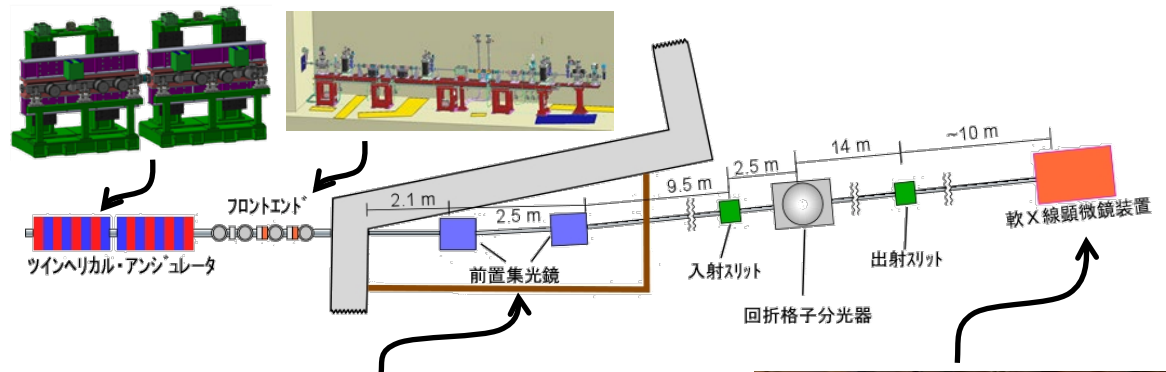 ~10 m
14 m
2.5 m
9.5 m
2.1 m
2.5 m
フロントエンド
ツインヘリカル・アンジュレータ
前置集光鏡
入射スリット
回折格子分光器
出射スリット
軟X線顕微鏡装置